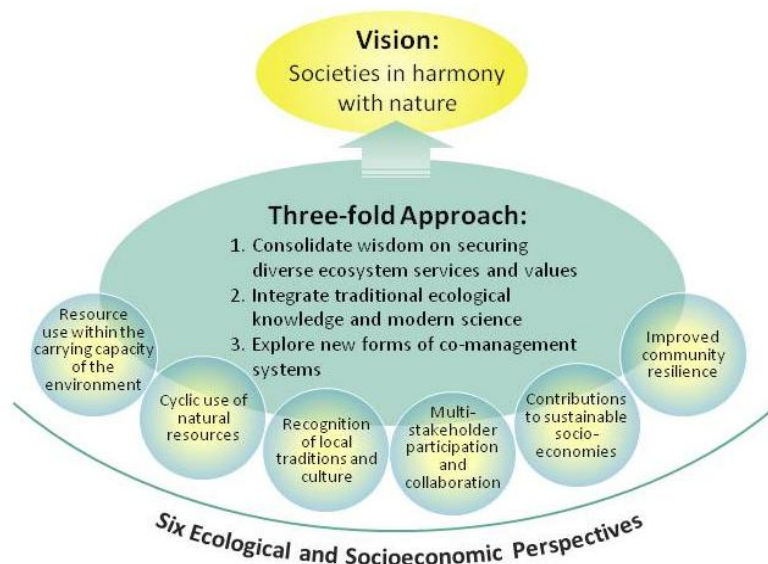 Vision:
Societies in harmony
with nature
Three-fold Approach:
1. Consolidate wisdom on securing
diverse ecosystem services and values
2. Integrate traditional ecological
knowledge and modern science
3. Explore new forms of co-management
systems
Resource
use within the
carrying capacity
of the
environment
Cyclic use of
natural
resources
Recognition
of local
traditions and
culture
Multi-
stakeholder
participation
and
collaboration
Contributions
to sustainable
socio-
economies
Improved
community
resilience
Six Ecological and Socioeconomic Perspectives